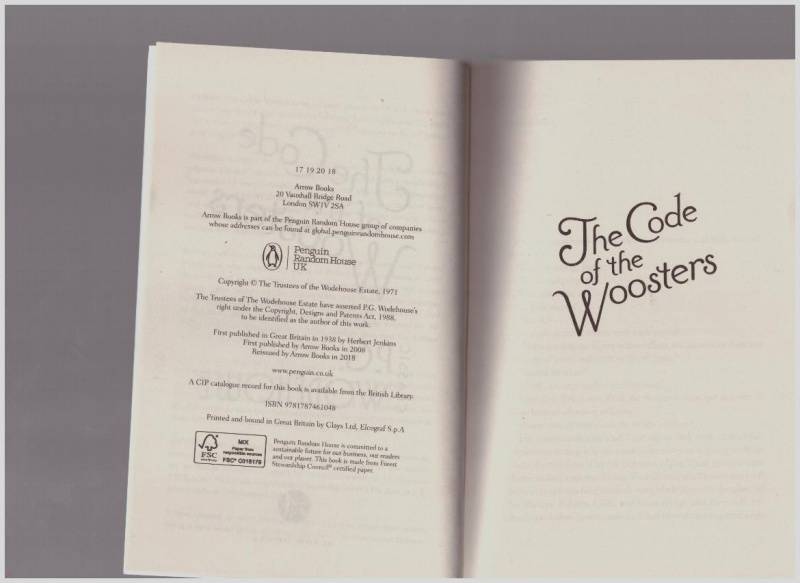 17 19 20 18
Arrow Books
20 Vauxhall Bridge Road
London SW1V 2SA
Arrow Books is part of the Penguin Random House group of companies
whose addresses can be found at global.penguinrandomhouse.com
Penguin
Random House
UK
Copyright © The Trustees of the Wodehouse Estate, 1971
The Trustees of The Wodehouse Estate have asserted P.G. Wodehouse's
right under the Copyright, Designs and Patents Act, 1988,
to be identified as the author of this work.
First published in Great Britain in 1938 by Herbert Jenkins
First published by Arrow Books in 2008
Reissued by Arrow Books in 2018
www.penguin.co.uk
A CIP catalogue record for this book is available from the British Library.
ISBN 9781787461048
Printed and bound in Great Britain by Clays Ltd, Elcograf S.p.A
FSC
MIX
Paper from
responsible sources
FSC® C018179
Penguin Random House is committed to a
sustainable future for our business, our readers
and our planet. This book is made from Forest
Stewardship Council® certified paper.
The Code
of the
Woosters